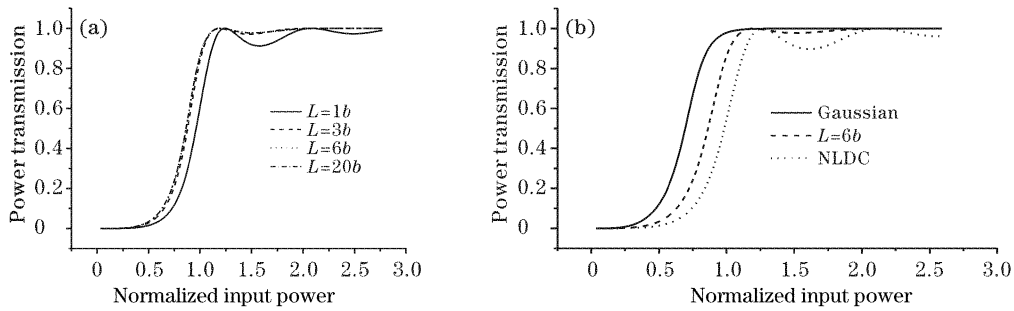 (a)
Power transmission
1.0
0.8
0.6
0.4
0.2
0
L=1b
L=3b
L=6b
L=20b
0 0.5 1.0 1.5 2.0 2.5 3.0
Normalized input power
(b)
Power transmission
1.0
0.8
0.6
0.4
0.2
0
Gaussian
L=6b
NLDC
0 0.5 1.0 1.5 2.0 2.5 3.0
Normalized input power